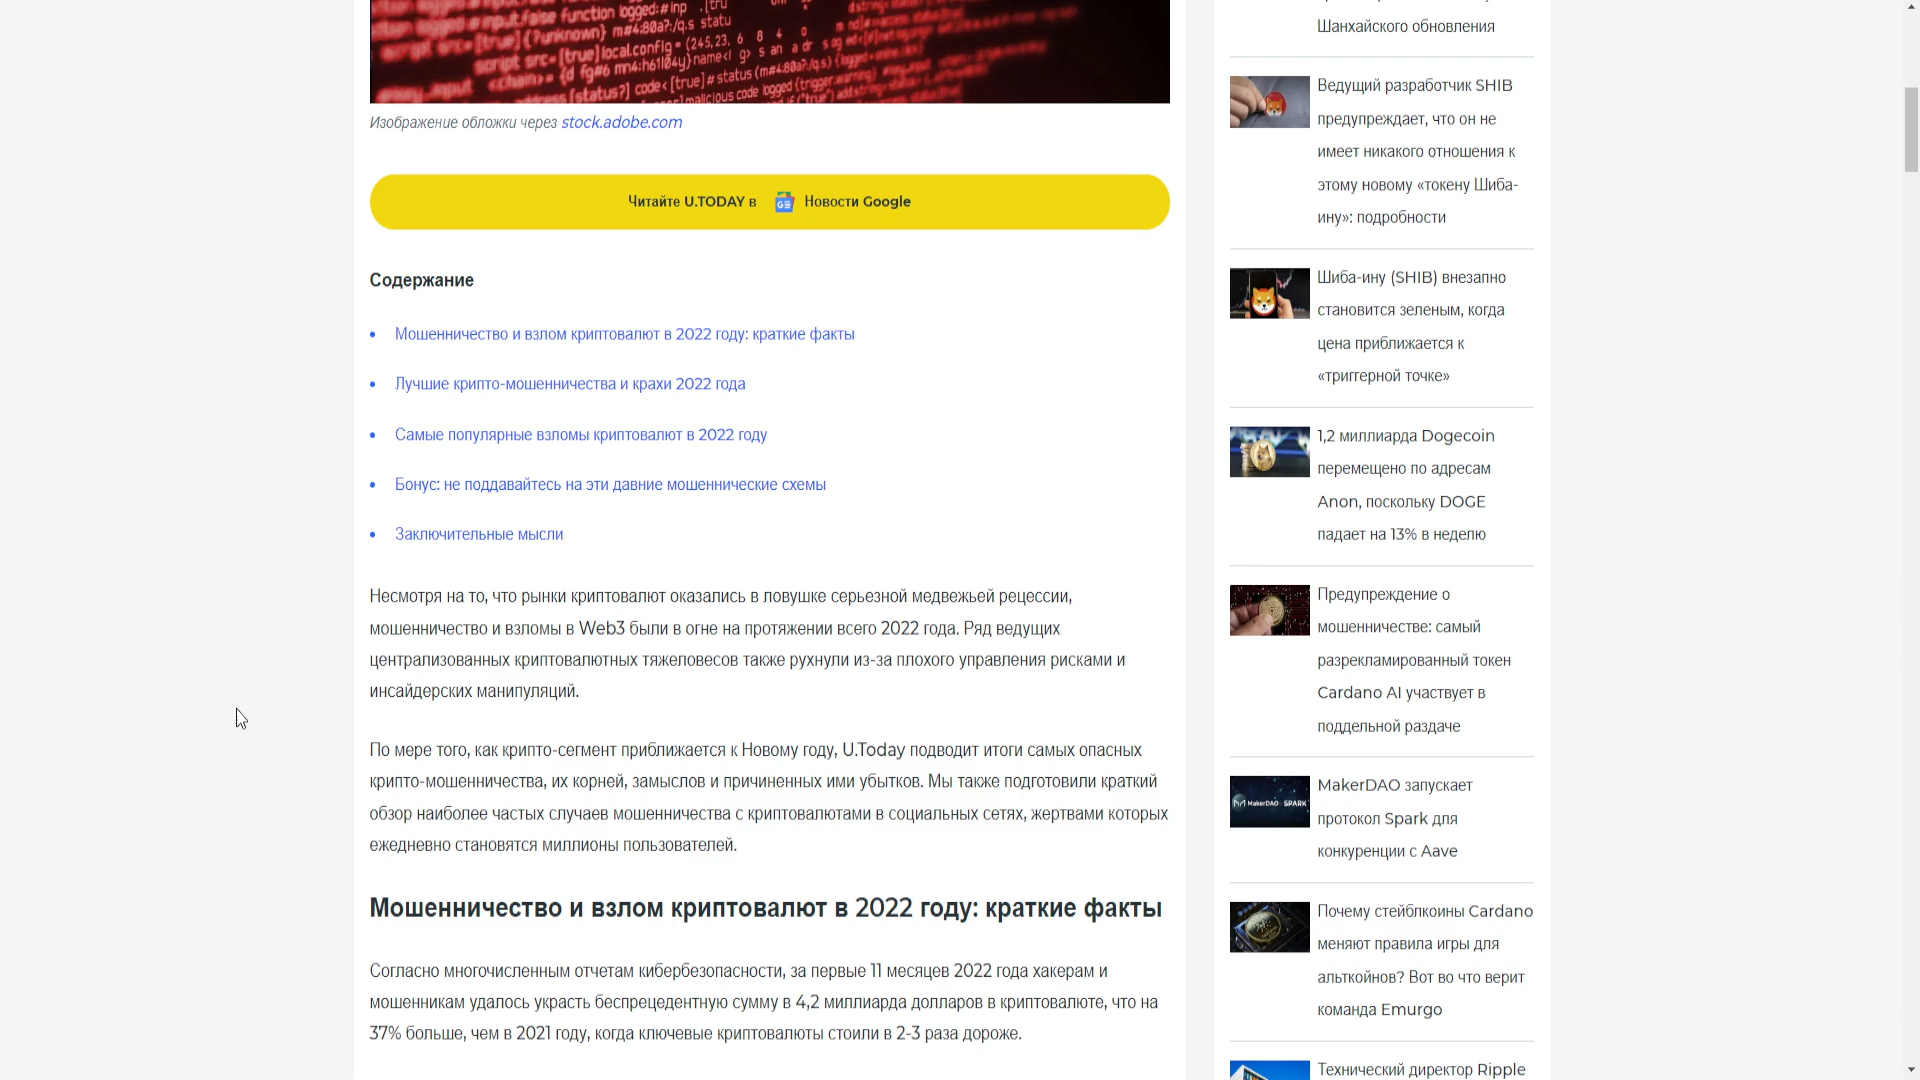 Изображение обложки через stock.adobe.com
Читайте U.TODAY в Новости Google
Содержание
Мошенничество и взлом криптовалют в 2022 году: краткие факты
Лучшие крипто-мошенничества и крахи 2022 года
Самые популярные взломы криптовалют в 2022 году
Бонус: не поддавайтесь на эти давние мошеннические схемы
Заключительные мысли
Несмотря на то, что рынки криптовалют оказались в ловушке серьезной медвежьей рецессии,
мошенничество и взломы в Web3 были в огне на протяжении всего 2022 года. Ряд ведущих
централизованных криптовалютных тяжеловесов также рухнули из-за плохого управления рисками и
инсайдерских манипуляций.
По мере того, как крипто-сегмент приближается к Новому году, U.Today подводит итоги самых опасных
крипто-мошенничества, их корней, замыслов и причиненных ими убытков. Мы также подготовили краткий
обзор наиболее частых случаев мошенничества с криптовалютами в социальных сетях, жертвами которых
ежедневно становятся миллионы пользователей.
Мошенничество и взлом криптовалют в 2022 году: краткие факты
Согласно многочисленным отчетам кибербезопасности, за первые 11 месяцев 2022 года хакерам и
мошенникам удалось украсть беспрецедентную сумму в 4,2 миллиарда долларов в криптовалюте, что на
37% больше, чем в 2021 году, когда ключевые криптовалюты стоили в 2-3 раза дороже.
Шанхайского обновления
Ведущий разработчик SHIB
предупреждает, что он не
имеет никакого отношения к
этому новому «токену Шиба-
ину»: подробности
Шиба-ину (SHIB) внезапно
становится зеленым, когда
цена приближается к
«триггерной точке»
1,2 миллиарда Dogecoin
перемещено по адресам
Anon, поскольку DOGE
падает на 13% в неделю
Предупреждение о
мошенничестве: самый
разрекламированный токен
Cardano AI участвует в
поддельной раздаче
MakerDAO SPARK
MakerDAO запускает
протокол Spark для
конкуренции с Aave
Почему стейблкоины Cardano
меняют правила игры для
альткойнов? Вот во что верит
команда Emurgo
Технический директор Ripple